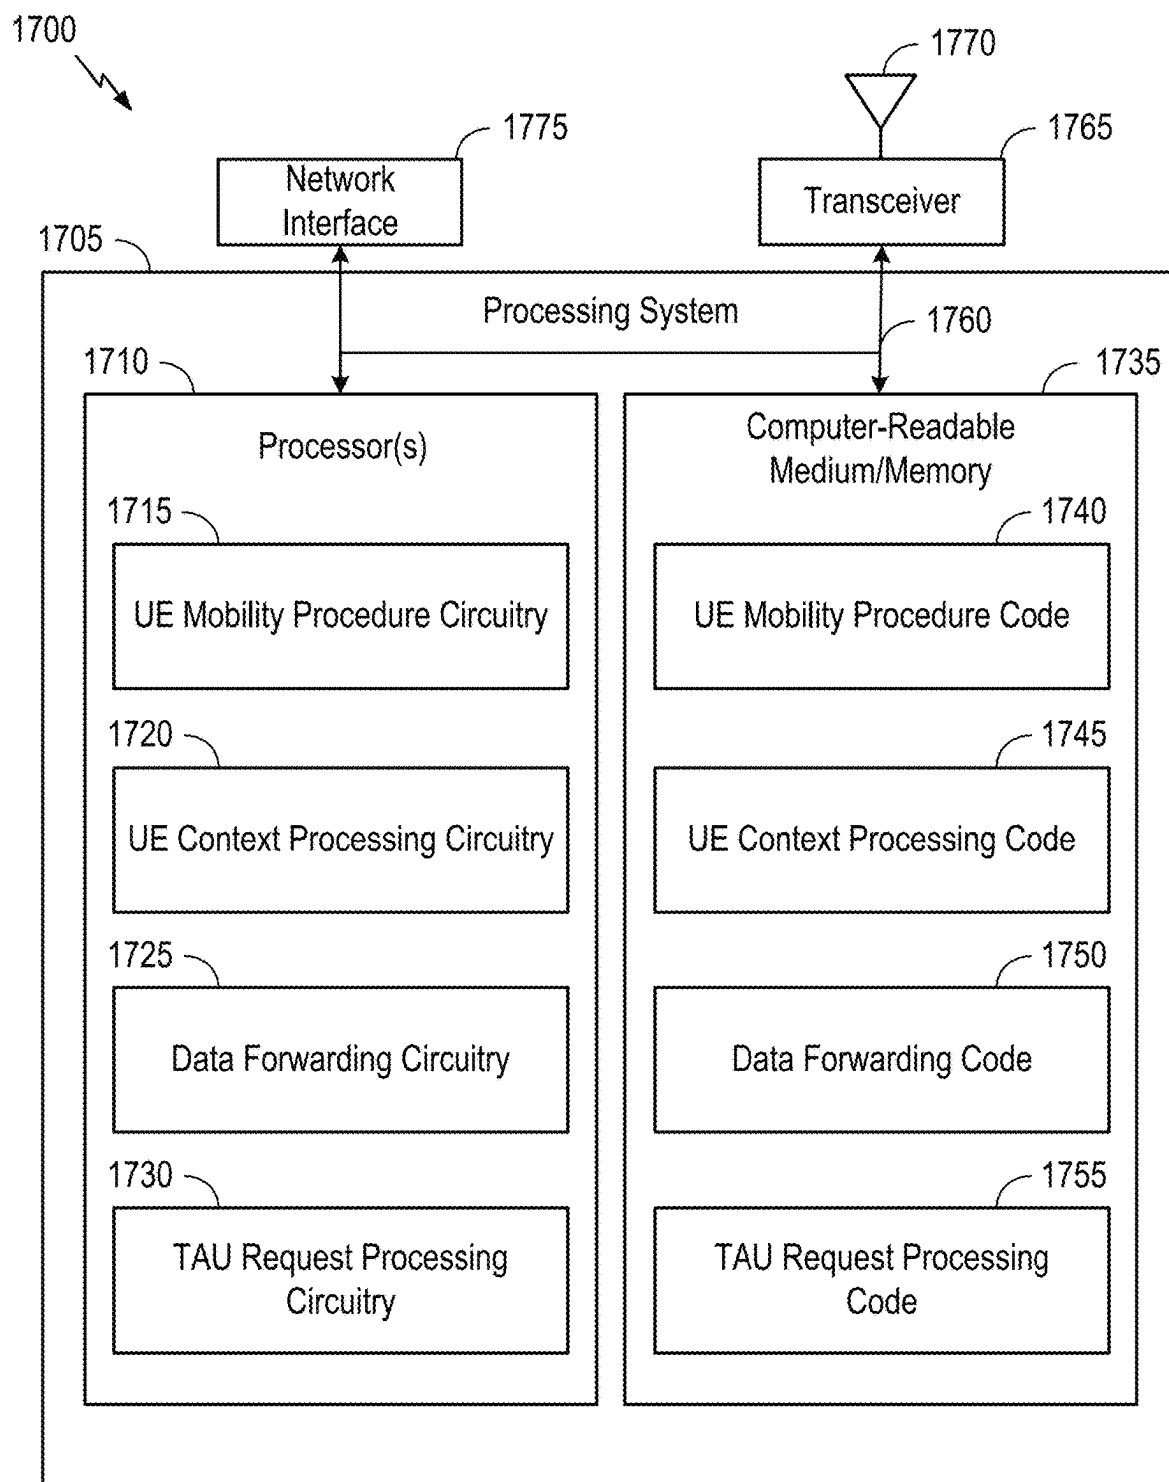 1700
1770
1775
1765
Network
Interface
Transceiver
1705
Processing System
1760
1710
1735
Processor(s)
Computer-Readable
Medium/Memory
1715
1740
UE Mobility Procedure Circuitry
UE Mobility Procedure Code
1720
1745
UE Context Processing Circuitry
UE Context Processing Code
1725
1750
Data Forwarding Circuitry
Data Forwarding Code
1730
1755
TAU Request Processing
Circuitry
TAU Request Processing
Code